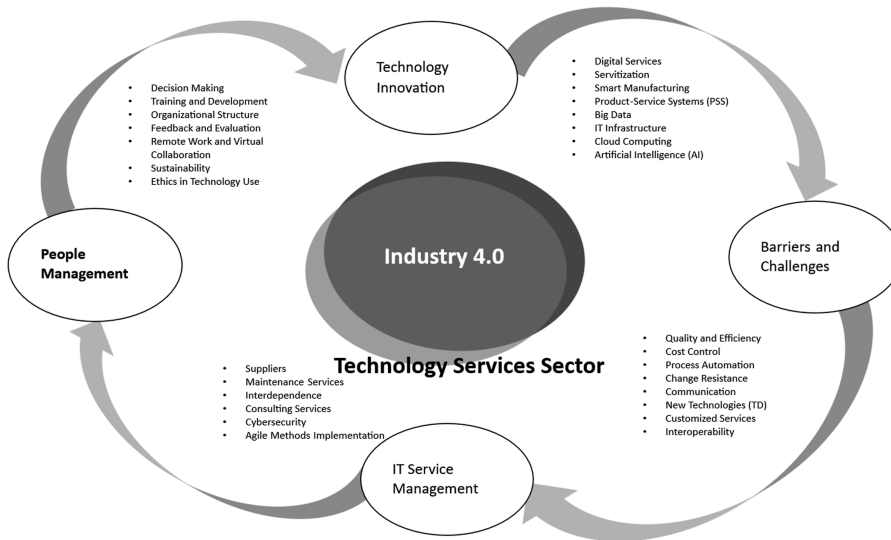 Technology
Innovation
• Decision Making
• Training and Development
• Organizational Structure
• Feedback and Evaluation
• Remote Work and Virtual
Collaboration
• Sustainability
• Ethics in Technology Use
• Digital Services
• Servitization
• Smart Manufacturing
• Product-Service Systems (PSS)
• Big Data
• IT Infrastructure
• Cloud Computing
• Artificial Intelligence (AI)
People
Management
Industry 4.0
Barriers and
Challenges
Technology Services Sector
• Suppliers
• Maintenance Services
• Interdependence
• Consulting Services
• Cybersecurity
• Agile Methods Implementation
• Quality and Efficiency
• Cost Control
• Process Automation
• Change Resistance
• Communication
• New Technologies (TD)
• Customized Services
• Interoperability
IT Service
Management